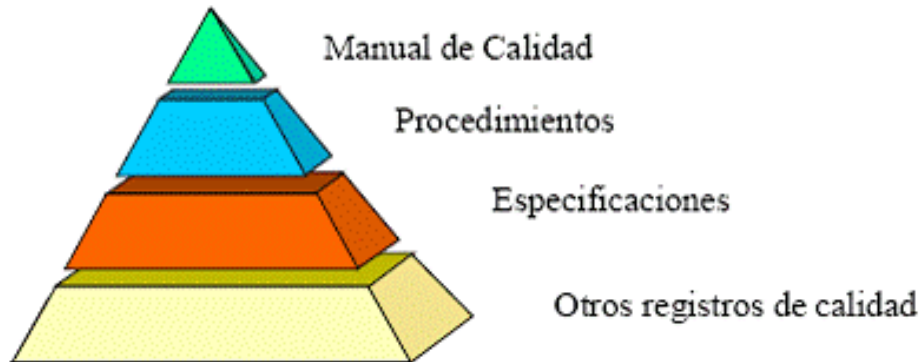 Manual de Calidad
Procedimientos
Especificaciones
Otros registros de calidad